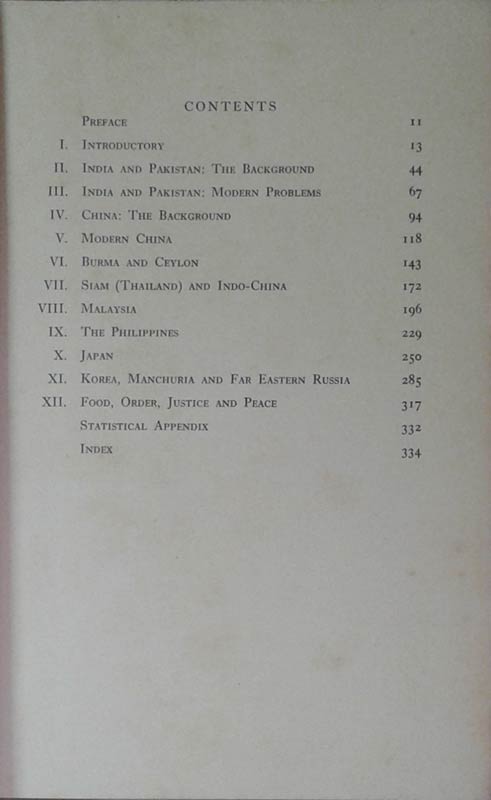 CONTENTS
PREFACE 11
I. INTRODUCTORY 13
II. INDIA AND PAKISTAN: THE BACKGROUND 44
III. INDIA AND PAKISTAN: MODERN PROBLEMS 67
IV. CHINA: THE BACKGROUND 94
V. MODERN CHINA 118
VI. BURMA AND CEYLON 143
VII. SIAM (THAILAND) AND INDO-CHINA 172
VIII. MALAYSIA 196
IX. THE PHILIPPINES 229
X. JAPAN 250
XI. KOREA, MANCHURIA AND FAR EASTERN RUSSIA 285
XII. FOOD, ORDER, JUSTICE AND PEACE 317
STATISTICAL APPENDIX 332
INDEX 334